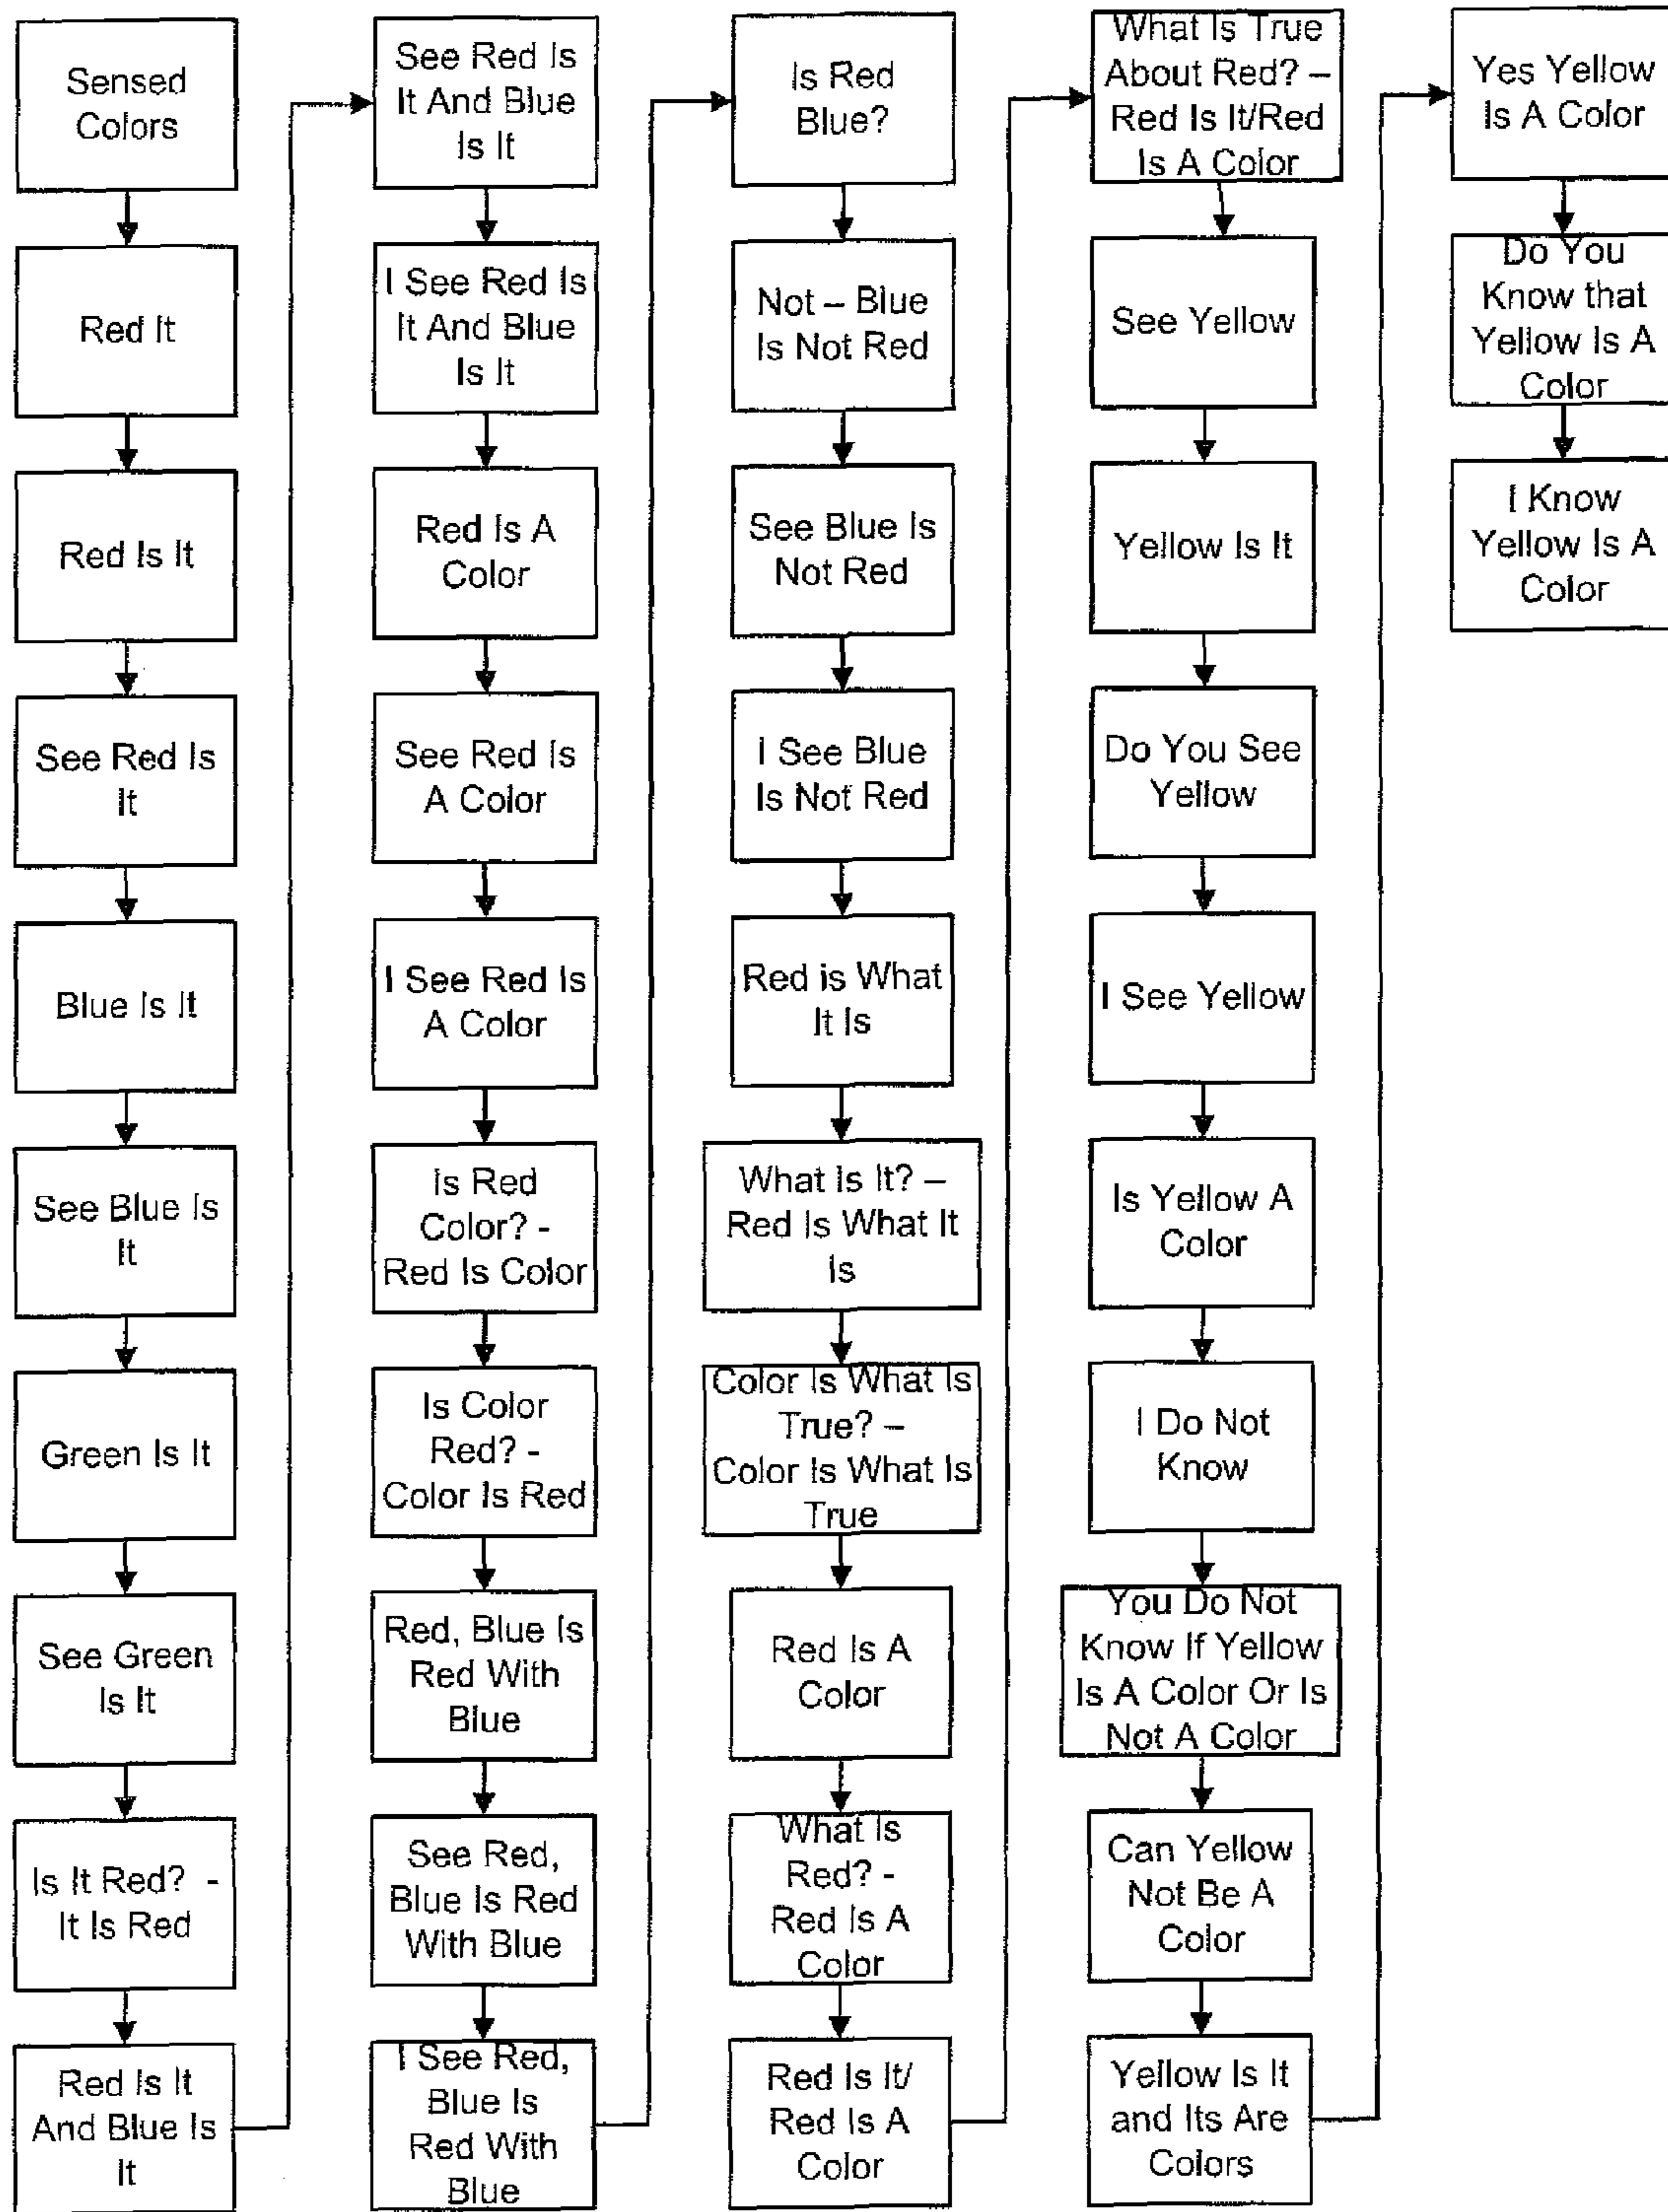 Sensed
Colors
Red It
Red Is It
See Red Is
It
Blue Is It
See Blue Is
It
Green Is It
See Green
Is It
Is It Red? -
It Is Red
Red Is It
And Blue Is
It
See Red Is
It And Blue
Is It
I See Red Is
It And Blue
Is It
Red Is A
Color
See Red Is
A Color
I See Red Is
A Color
Is Red
Color? -
Red Is Color
Is Color
Red? -
Color Is Red
Red, Blue Is
Red With
Blue
See Red,
Blue Is Red
With Blue
I See Red,
Blue Is
Red With
Blue
Is Red
Blue?
Not – Blue
Is Not Red
See Blue Is
Not Red
I See Blue
Is Not Red
Red is What
It Is
What Is It? –
Red Is What It
Is
Color Is What Is
True? –
Color Is What Is
True
Red Is A
Color
What Is
Red? -
Red Is A
Color
Red Is It/
Red Is A
Color
What Is True
About Red? –
Red Is It/Red
Is A Color
See Yellow
Yellow Is It
Do You See
Yellow
I See Yellow
Is Yellow A
Color
I Do Not
Know
You Do Not
Know If Yellow
Is A Color Or Is
Not A Color
Can Yellow
Not Be A
Color
Yellow Is It
and Its Are
Colors
Yes Yellow
Is A Color
Do You
Know that
Yellow Is A
Color
I Know
Yellow Is A
Color